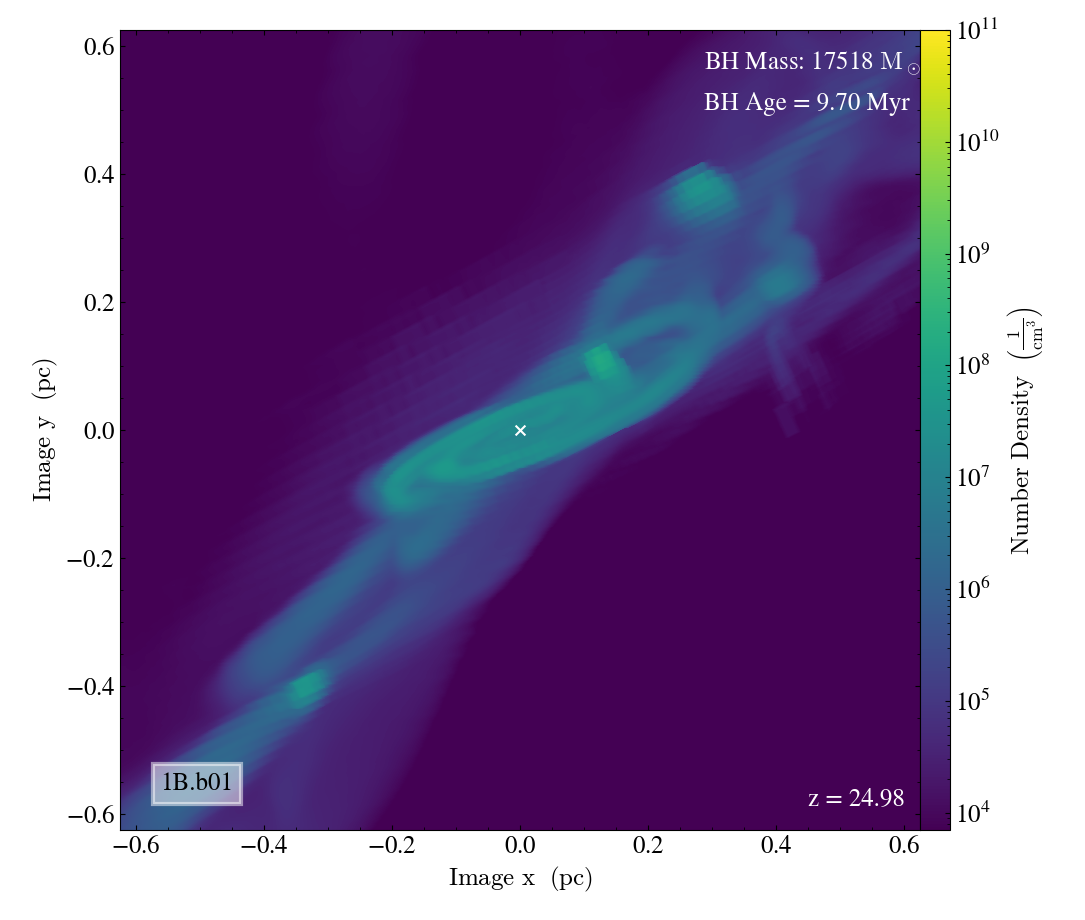 BH Mass: 17518 M⊙
BH Age = 9.70 Myr
1B.b01
z = 24.98
0.6
0.4
0.2
0.0
−0.2
−0.4
−0.6
Image y (pc)
−0.6 −0.4 −0.2 0.0 0.2 0.4 0.6
Image x (pc)
10¹¹
10¹⁰
10⁹
10⁸
10⁷
10⁶
10⁵
10⁴
Number Density (1/cm³)